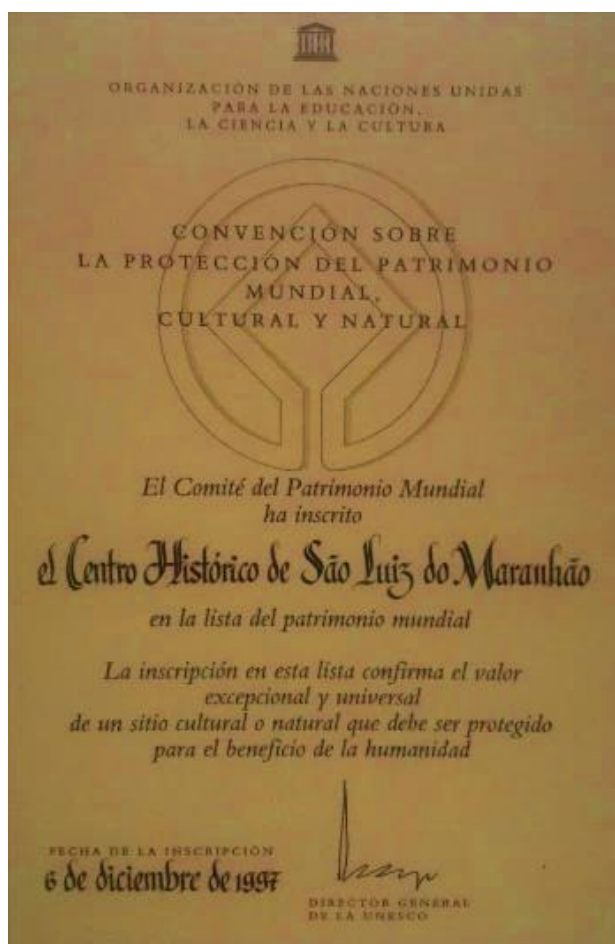 ORGANIZACIÓN DE LAS NACIONES UNIDAS
PARA LA EDUCACIÓN,
LA CIENCIA Y LA CULTURA
CONVENCIÓN SOBRE
LA PROTECCIÓN DEL PATRIMONIO
MUNDIAL,
CULTURAL Y NATURAL
El Comité del Patrimonio Mundial
ha inscrito
el Centro Histórico de São Luiz do Maranhão
en la lista del patrimonio mundial
La inscripción en esta lista confirma el valor
excepcional y universal
de un sitio cultural o natural que debe ser protegido
para el beneficio de la humanidad
FECHA DE LA INSCRIPCIÓN
6 de diciembre de 1997
DIRECTOR GENERAL
DE LA UNESCO